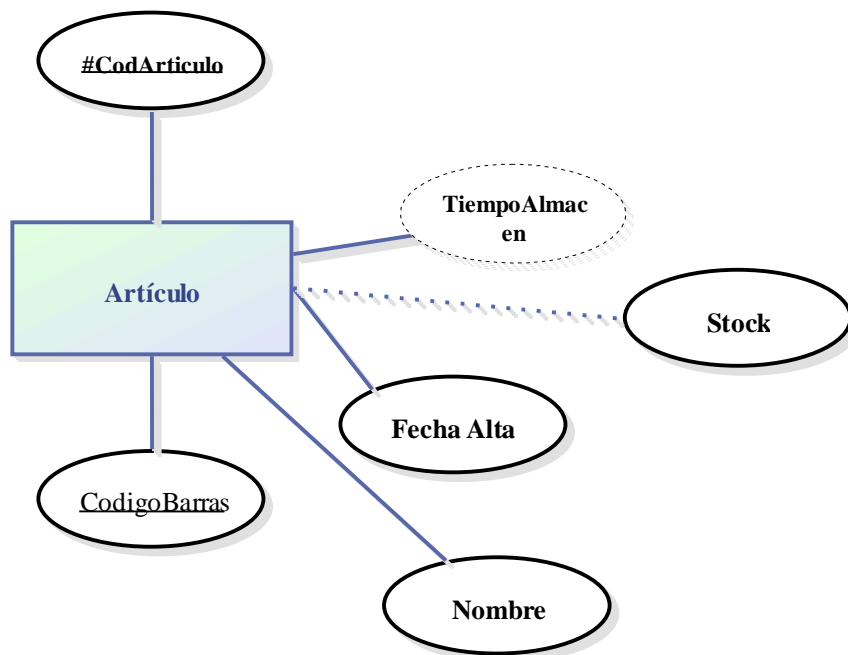 #CodArticulo
TiempoAlmac
en
Artículo
Stock
Fecha Alta
CodigoBarras
Nombre